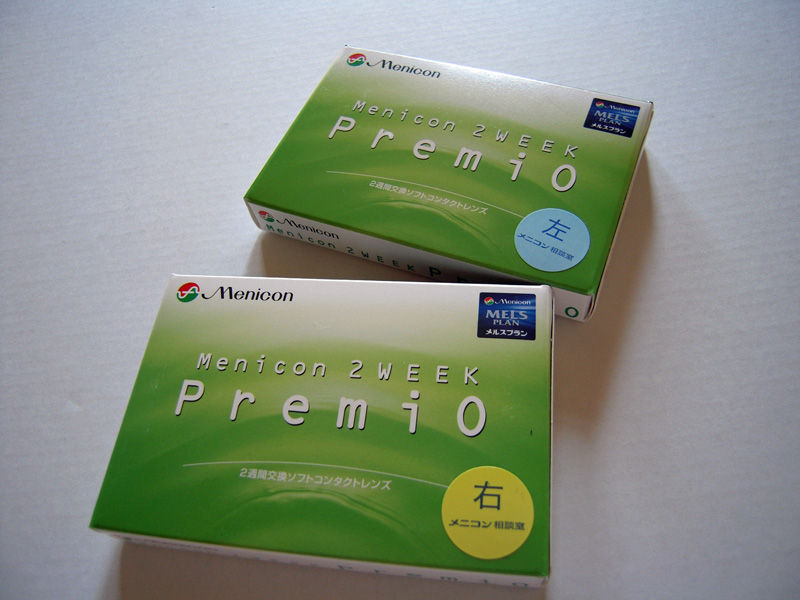 Menicon
Menicon 2WEEK
PremiO
2週間交換ソフトコンタクトレンズ
Menicon
MELS
PLAN
メルスプラン
左
メニコン 相談室
Menicon
Menicon 2WEEK
Menicon
Menicon 2WEEK
PremiO
2週間交換ソフトコンタクトレンズ
Menicon
MELS
PLAN
メルスプラン
右
メニコン 相談室